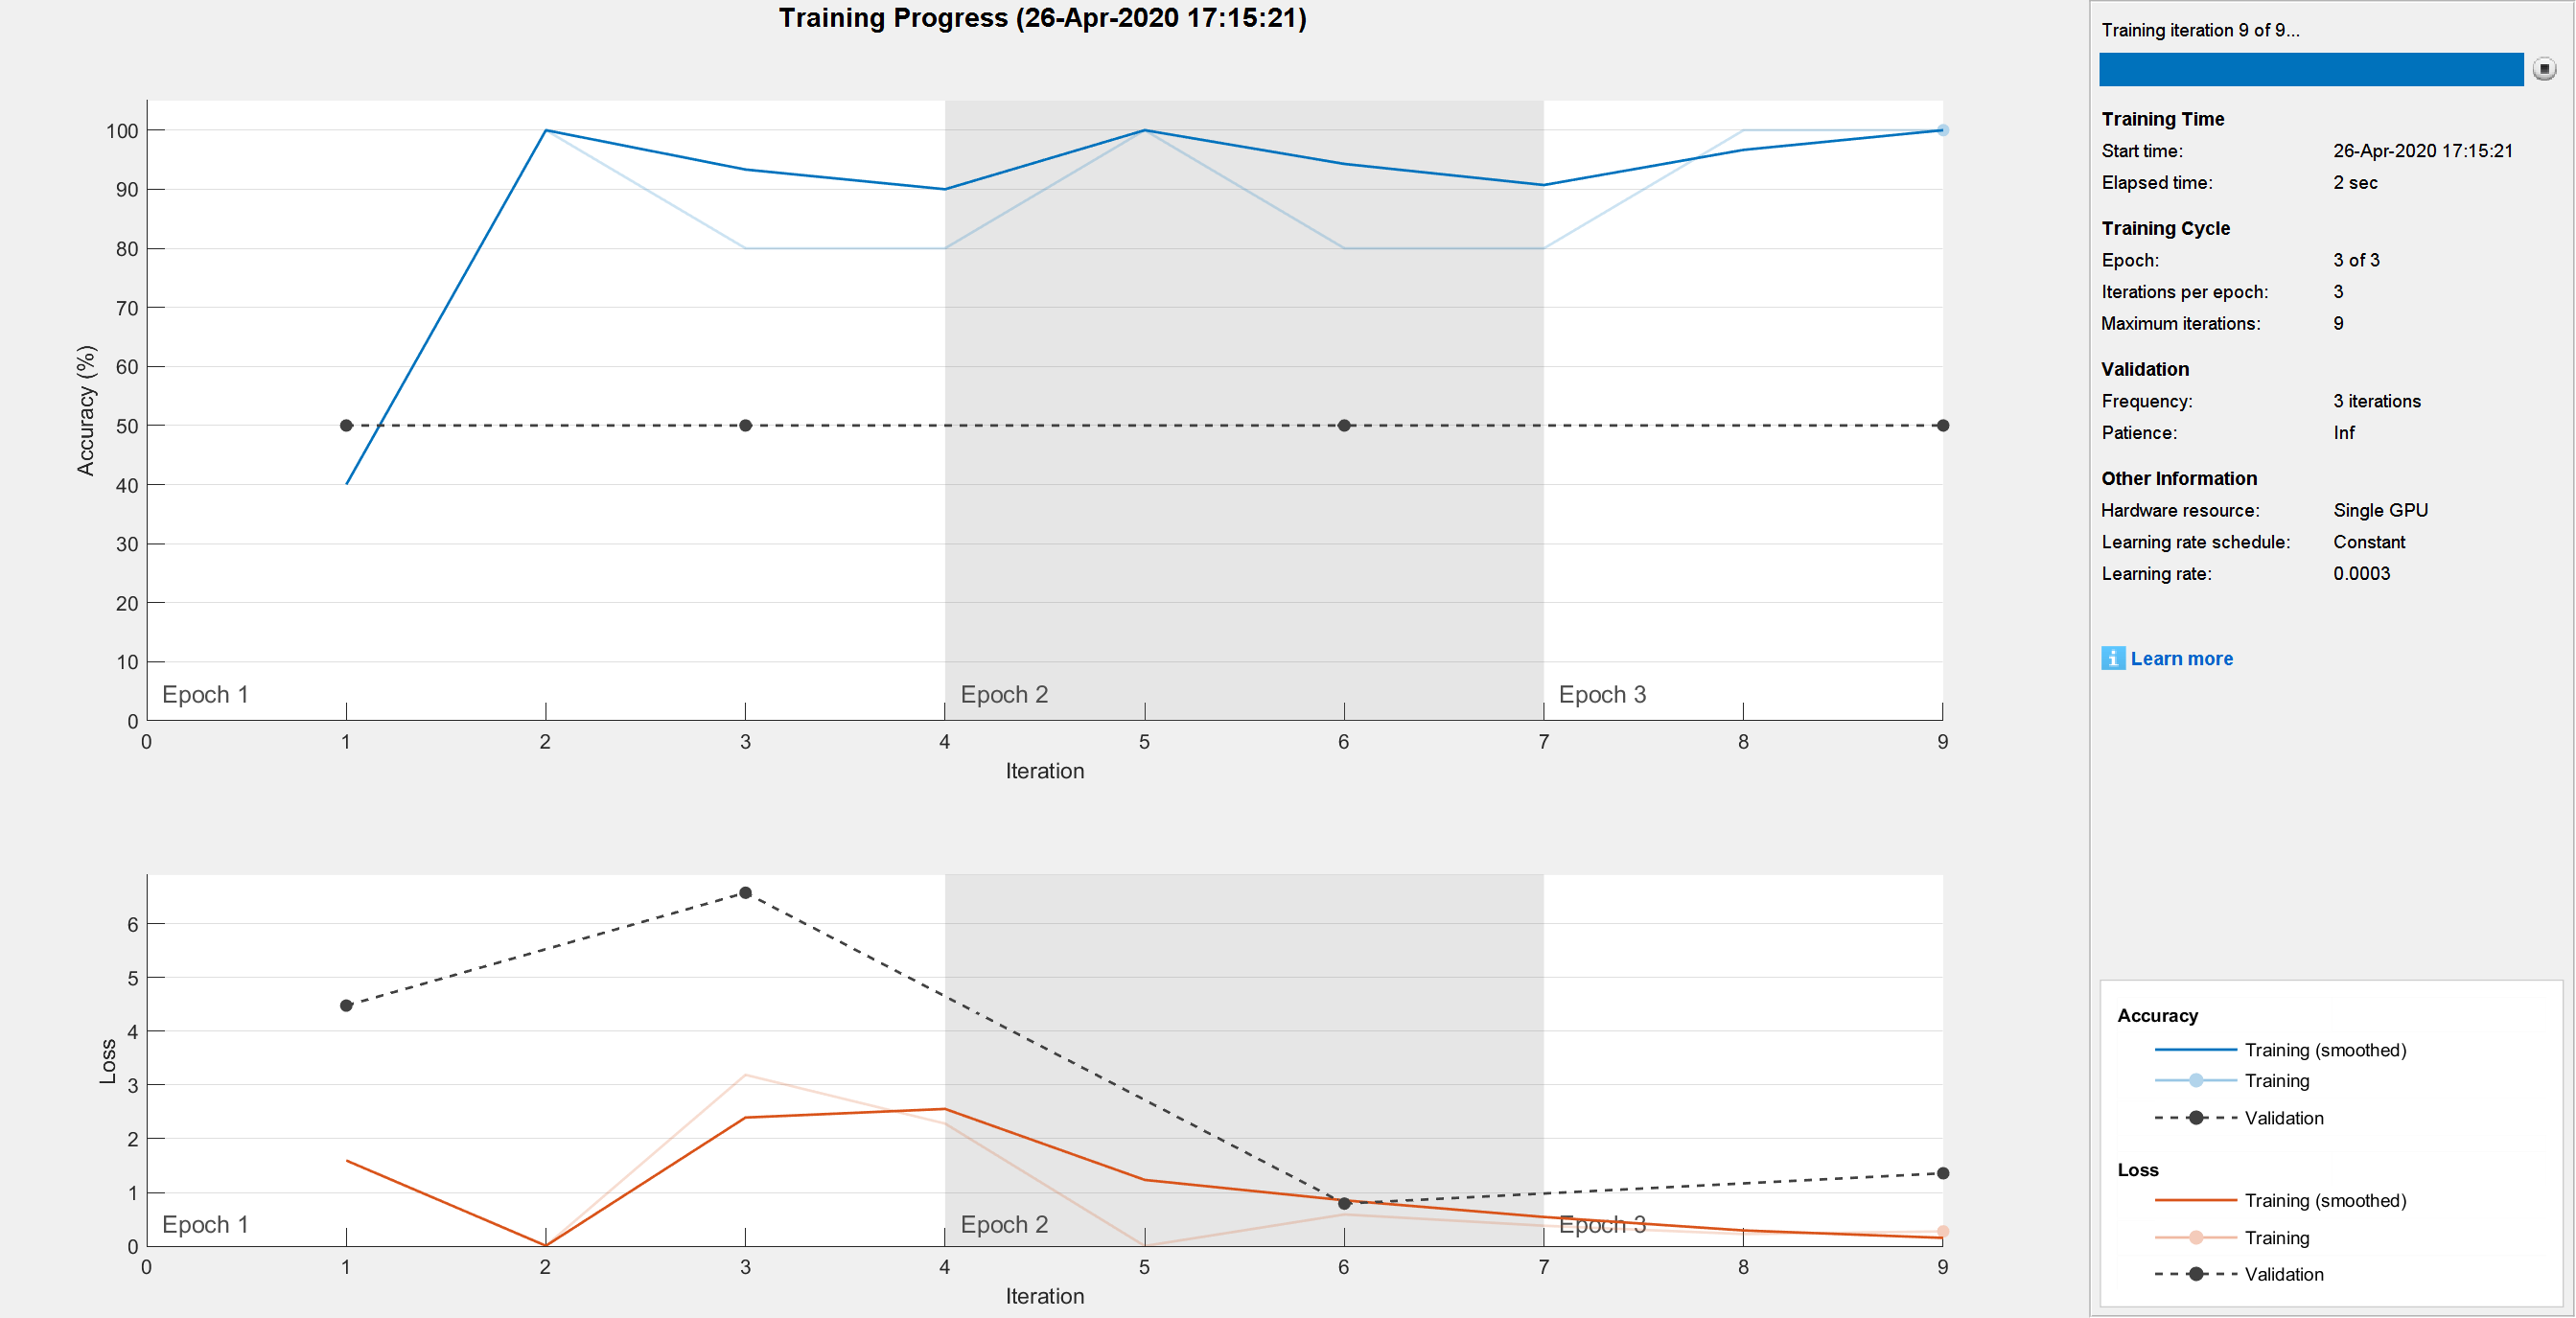 Training Progress (26-Apr-2020 17:15:21)
100
90
80
70
60
50
40
30
20
10
0
Accuracy (%)
Epoch 1
Epoch 2
Epoch 3
0 1 2 3 4 5 6 7 8 9
Iteration
6
5
4
3
2
1
0
Loss
Epoch 1
Epoch 2
Epoch 3
0 1 2 3 4 5 6 7 8 9
Iteration
Training iteration 9 of 9...
Training Time
Start time: 26-Apr-2020 17:15:21
Elapsed time: 2 sec
Training Cycle
Epoch: 3 of 3
Iterations per epoch: 3
Maximum iterations: 9
Validation
Frequency: 3 iterations
Patience: Inf
Other Information
Hardware resource: Single GPU
Learning rate schedule: Constant
Learning rate: 0.0003
i Learn more
Accuracy
Training (smoothed)
Training
Validation
Loss
Training (smoothed)
Training
Validation